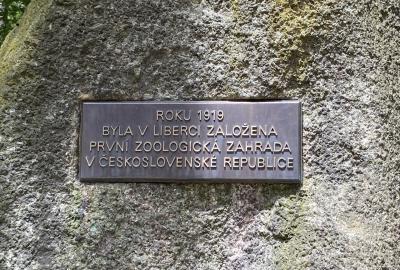 ROKU 1919
BYLA V LIBERCI ZALOŽENA
PRVNÍ ZOOLOGICKÁ ZAHRADA
V ČESKOSLOVENSKÉ REPUBLICE